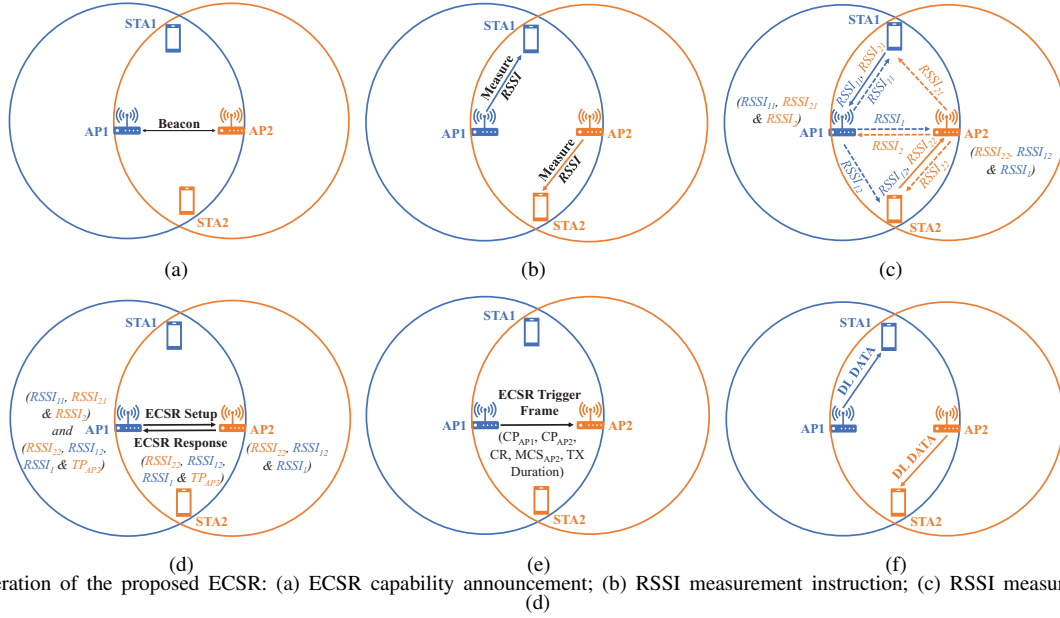 STA1
AP1
Beacon
AP2
STA2
(a)
STA1
Measure
RSSI
AP1
AP2
Measure
RSSI
STA2
(b)
STA1
RSSI11, RSSI21
RSSI11
RSSI21
(RSSI11, RSSI21
& RSSI2)
AP1
RSSI1
RSSI2
AP2
RSSI12
RSSI12, RSSI22
RSSI22
(RSSI22, RSSI12
& RSSI1)
STA2
(c)
STA1
(RSSI11, RSSI21
& RSSI2)
and
(RSSI22, RSSI12,
RSSI1 & TPAP2)
AP1
ECSR Setup
ECSR Response
(RSSI22, RSSI12,
RSSI1 & TPAP2)
AP2
(RSSI22, RSSI12
& RSSI1)
STA2
(d)
STA1
AP1
ECSR Trigger
Frame
(CPAP1, CPAP2,
CR, MCSAP2, TX
Duration)
AP2
STA2
(e)
STA1
DL DATA
AP1
AP2
DL DATA
STA2
(f)
eration of the proposed ECSR: (a) ECSR capability announcement; (b) RSSI measurement instruction; (c) RSSI measur
(d)